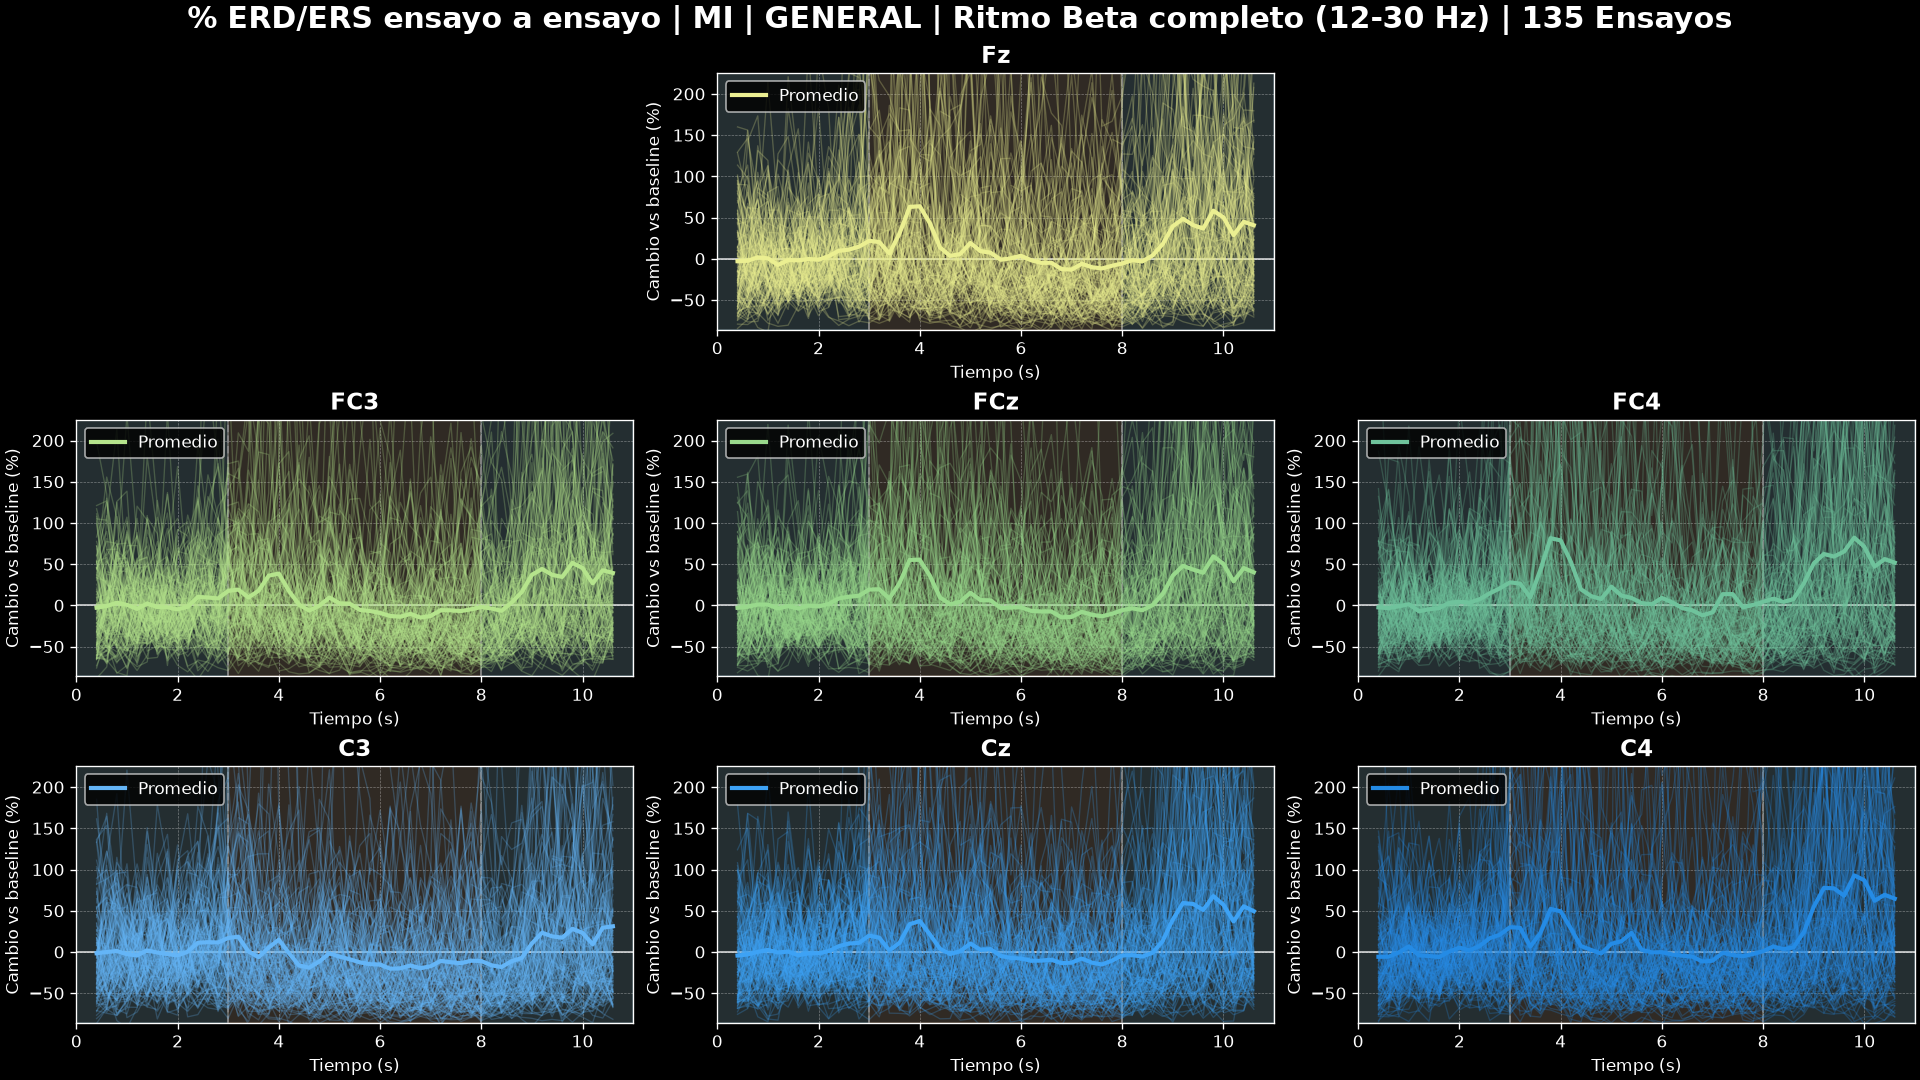 % ERD/ERS ensayo a ensayo | MI | GENERAL | Ritmo Beta completo (12-30 Hz) | 135 Ensayos
Fz
Promedio
Cambio vs baseline (%)
200
150
100
50
0
−50
0 2 4 6 8 10
Tiempo (s)
FC3
Promedio
Cambio vs baseline (%)
200
150
100
50
0
−50
0 2 4 6 8 10
Tiempo (s)
FCz
Promedio
Cambio vs baseline (%)
200
150
100
50
0
−50
0 2 4 6 8 10
Tiempo (s)
FC4
Promedio
Cambio vs baseline (%)
200
150
100
50
0
−50
0 2 4 6 8 10
Tiempo (s)
C3
Promedio
Cambio vs baseline (%)
200
150
100
50
0
−50
0 2 4 6 8 10
Tiempo (s)
Cz
Promedio
Cambio vs baseline (%)
200
150
100
50
0
−50
0 2 4 6 8 10
Tiempo (s)
C4
Promedio
Cambio vs baseline (%)
200
150
100
50
0
−50
0 2 4 6 8 10
Tiempo (s)